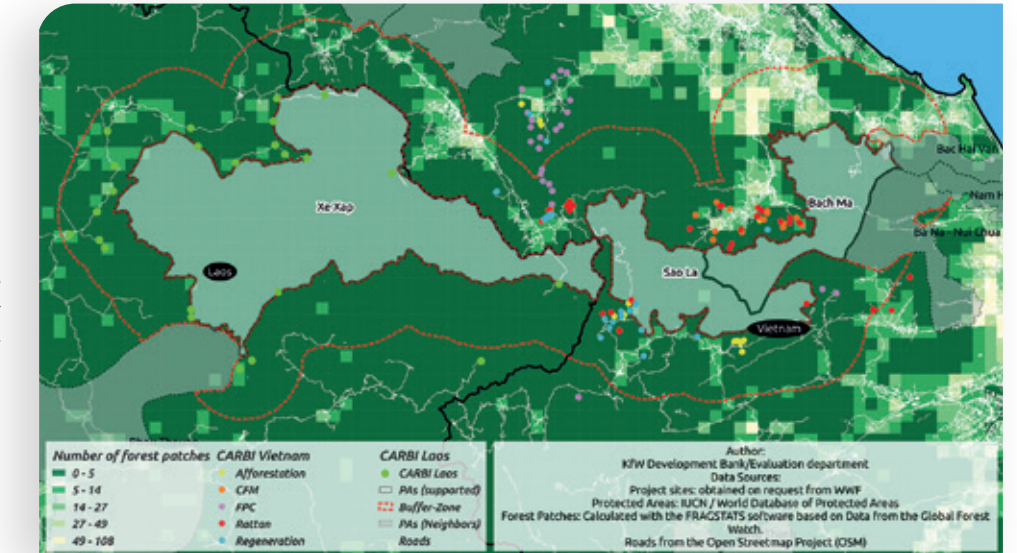 Bac Hai Van
Nam H
Xe Xap
Bach Ma
Ba Na - Nui Chua
Laos
Sao La
Vietnam
Number of forest patches
0 - 5
5 - 14
14 - 27
27 - 49
49 - 108
CARBI Vietnam
Afforestation
CFM
FPC
Rattan
Regeneration
CARBI Laos
CARBI Laos
PAs (supported)
Buffer-Zone
PAs (Neighbors)
Roads
Author:
KfW Development Bank/Evaluation department
Data Sources:
Project sites: obtained on request from WWF
Protected Areas: IUCN / World Database of Protected Areas
Forest Patches: Calculated with the FRAGSTATS software based on Data from the Global Forest
Watch.
Roads from the Open Streetmap Project (OSM)